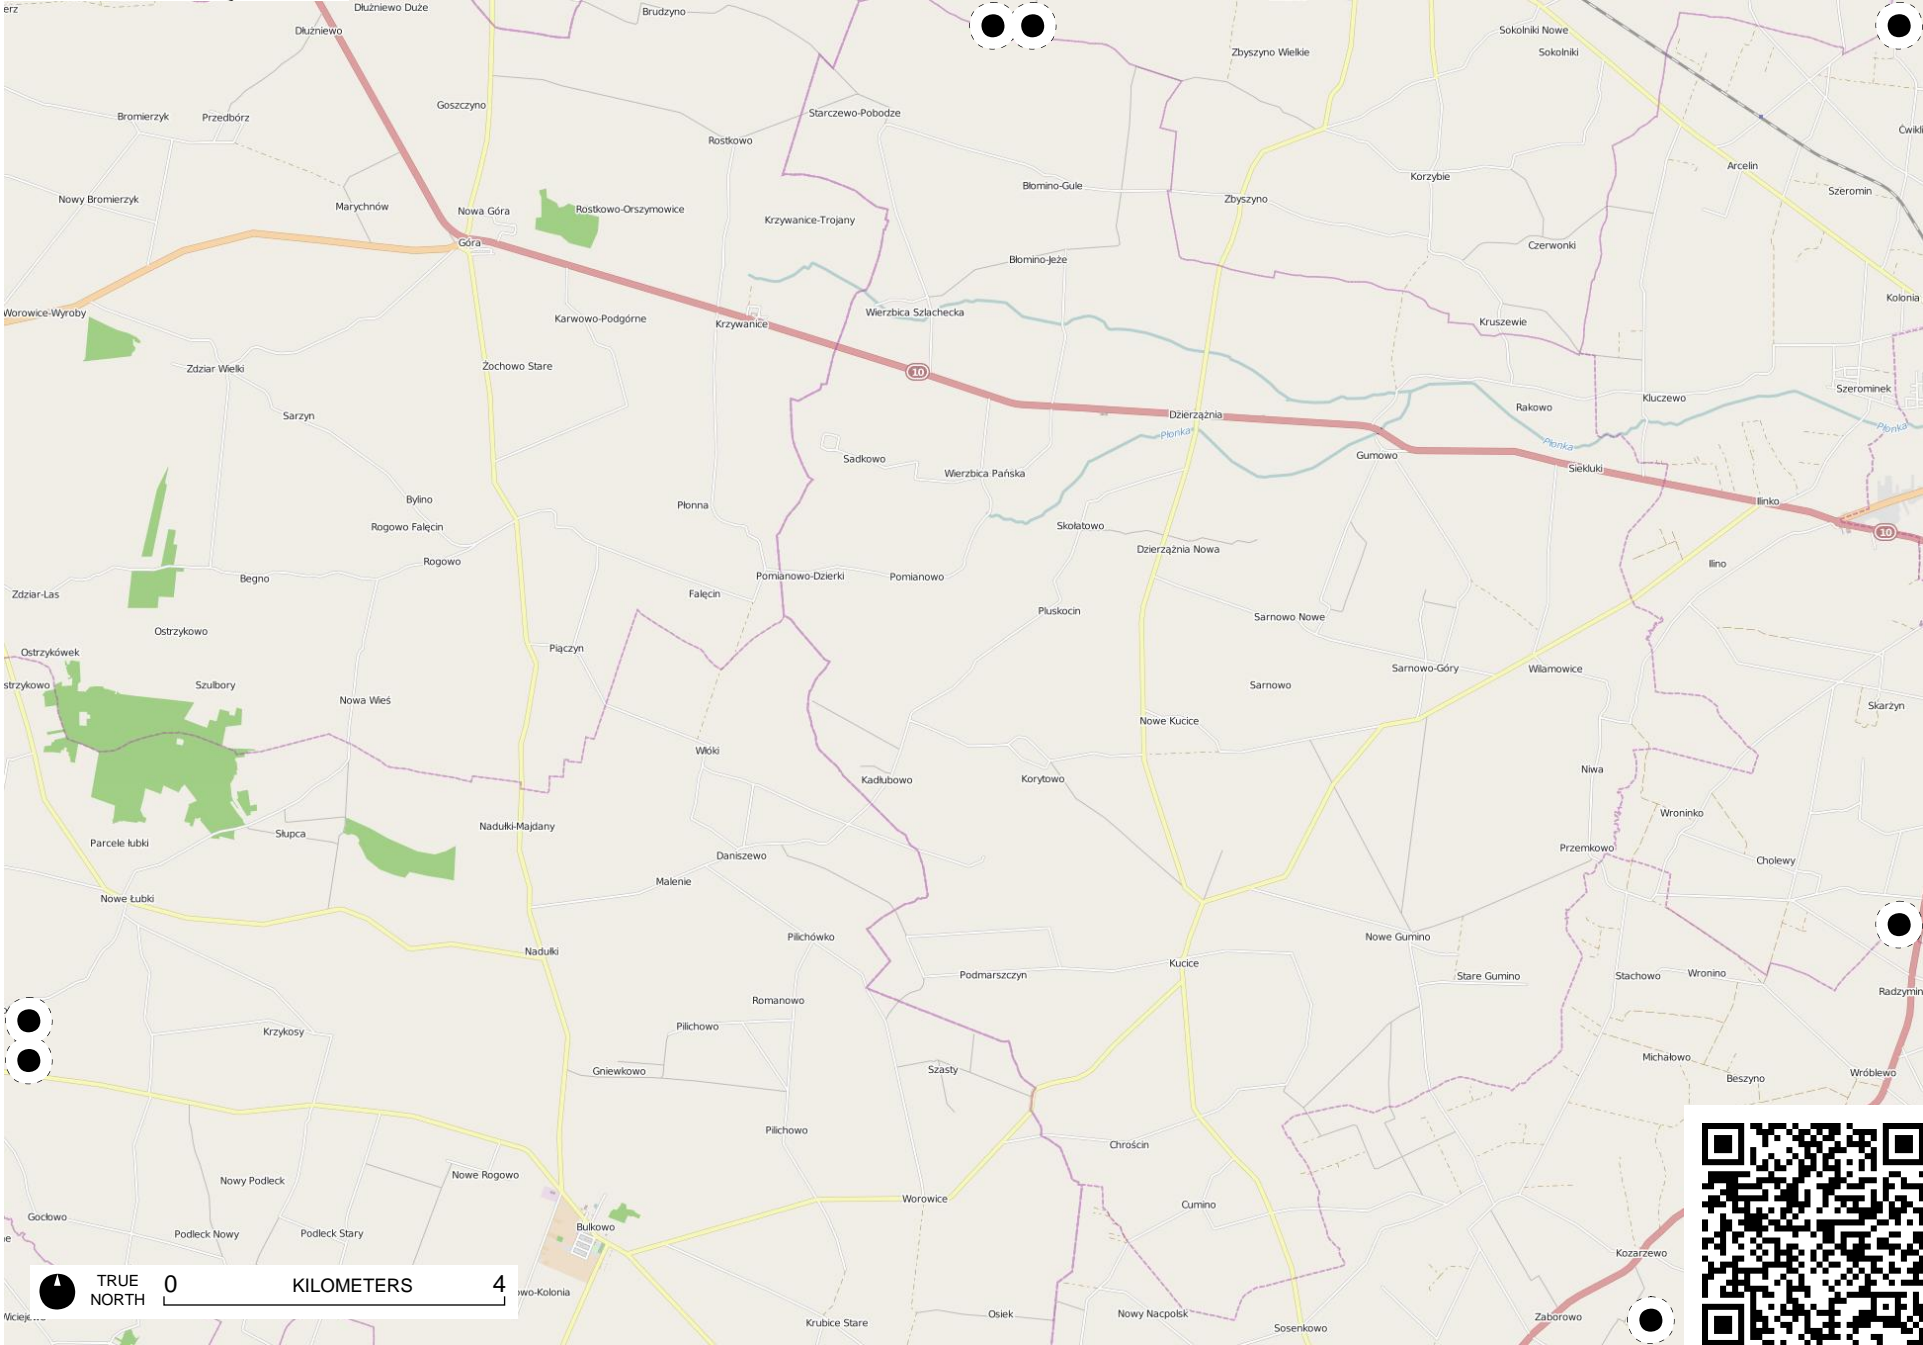 Dłużniewo Duże
Brudzyno
Dłużniewo
Sokolniki Nowe
Zbyszyno Wielkie
Sokolniki
Goszczyno
Bromierzyk
Przedbórz
Starczewo-Pobodze
Rostkowo
Arcelin
Korzybie
Błomino-Gule
Szeromin
Nowy Bromierzyk
Zbyszyno
Marychnów
Nowa Góra
Rostkowo-Orszymowice
Krzywanice-Trojany
Góra
Czerwonki
Błomino-Jeże
Kolonia
Worowice-Wyroby
Wierzbica Szlachecka
Karwowo-Podgórne
Krzywanice
Kruszewie
Zdziar Wielki
Żochowo Stare
10
Szerominek
Kluczewo
Rakowo
Sarzyn
Dzierzążnia
Płonka
Płonka
Płonka
Sadkowo
Gumowo
Wierzbica Pańska
Siekluki
Bylino
Płonna
Ilinko
Rogowo Falęcin
Skołatowo
10
Rogowo
Dzierzążnia Nowa
Ilino
Begno
Pomianowo-Dzierki
Pomianowo
Zdziar-Las
Falęcin
Pluskocin
Sarnowo Nowe
Ostrzykowo
Ostrzykówek
Piączyn
Sarnowo-Góry
Wilamowice
strzykowo
Szulbory
Sarnowo
Nowa Wieś
Skarżyn
Nowe Kucice
Włóki
Kadłubowo
Korytowo
Niwa
Nadułki-Majdany
Słupca
Wroninko
Parcele łubki
Przemkowo
Daniszewo
Cholewy
Malenie
Nowe Łubki
Pilichówko
Nowe Gumino
Nadułki
Kucice
Podmarszczyn
Stare Gumino
Stachowo
Wronino
Radzymin
Romanowo
Pilichowo
Krzykosy
Michałowo
Gniewkowo
Szasty
Beszyno
Wróblewo
Pilichowo
Chrościn
Nowe Rogowo
Nowy Podleck
Worowice
Cumino
Gocłowo
Bulkowo
Podleck Nowy
Podleck Stary
Kozarzewo
TRUE NORTH
0 KILOMETERS 4
owo-Kolonia
Osiek
Nowy Nacpolsk
Zaborowo
Krubice Stare
Sosenkowo